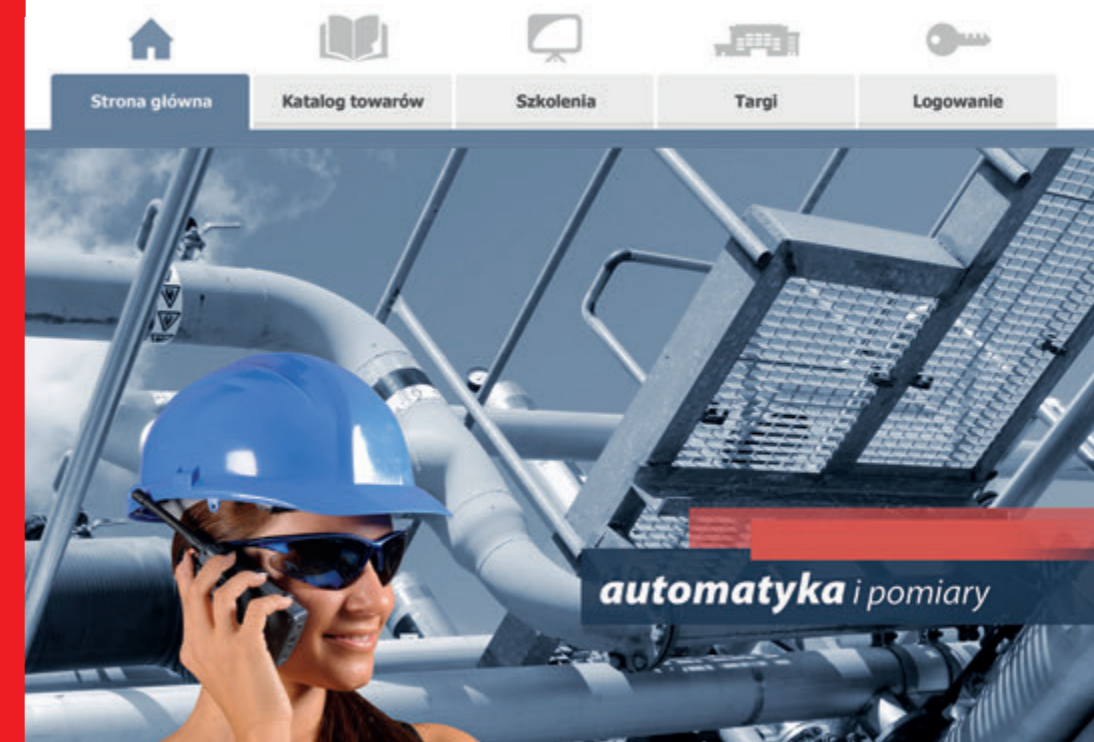 Strona główna
Katalog towarów
Szkolenia
Targi
Logowanie
automatyka i pomiary